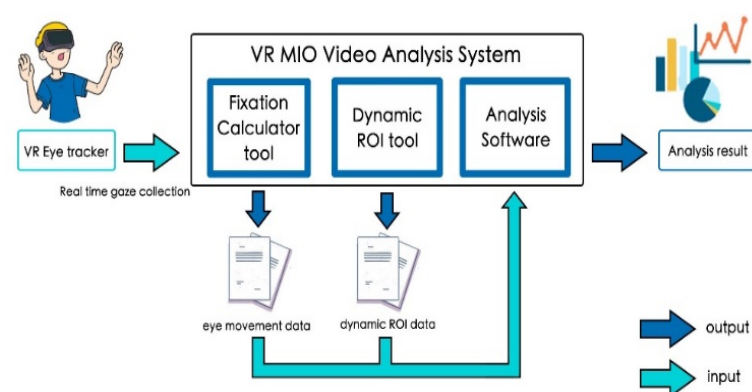 VR MIO Video Analysis System
Fixation
Calculator
tool
Dynamic
ROI tool
Analysis
Software
VR Eye tracker
Analysis result
Real time gaze collection
eye movement data
dynamic ROI data
output
input